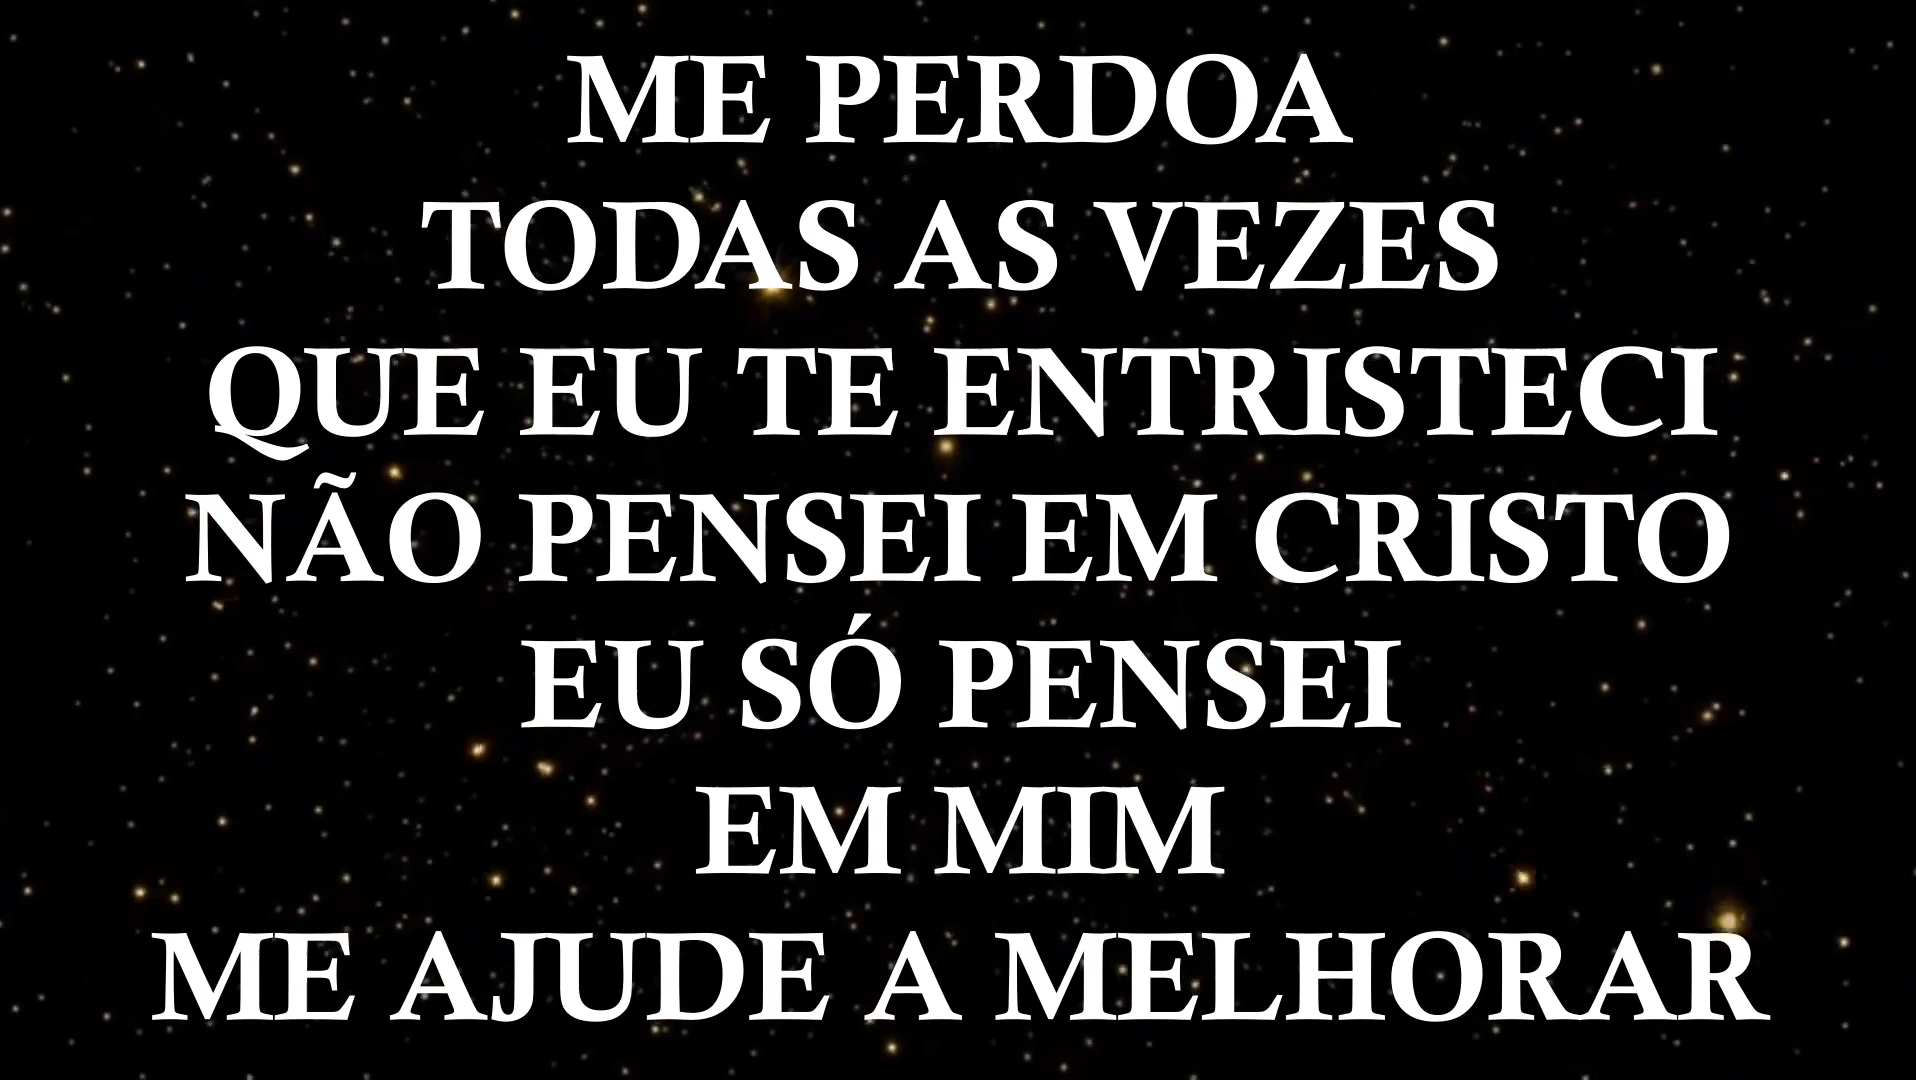 ME PERDOA
TODAS AS VEZES
QUE EU TE ENTRISTECI
NÃO PENSEI EM CRISTO
EU SÓ PENSEI
EM MIM
ME AJUDE A MELHORAR